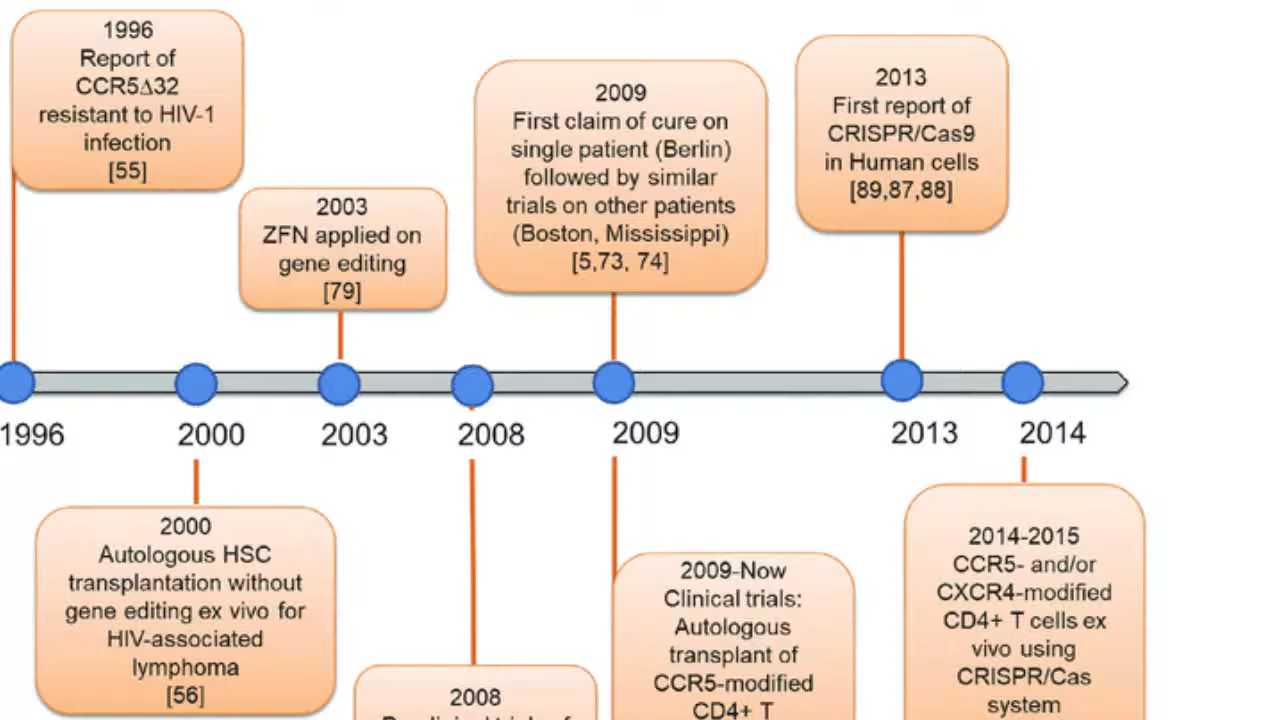 1996
Report of
CCR5Δ32
resistant to HIV-1
infection
[55]
2003
ZFN applied on
gene editing
[79]
2009
First claim of cure on
single patient (Berlin)
followed by similar
trials on other patients
(Boston, Mississippi)
[5,73, 74]
2013
First report of
CRISPR/Cas9
in Human cells
[89,87,88]
1996
2000
2003
2008
2009
2013
2014
2000
Autologous HSC
transplantation without
gene editing ex vivo for
HIV-associated
lymphoma
[56]
2008
2009-Now
Clinical trials:
Autologous
transplant of
CCR5-modified
CD4+ T
2014-2015
CCR5- and/or
CXCR4-modified
CD4+ T cells ex
vivo using
CRISPR/Cas
system